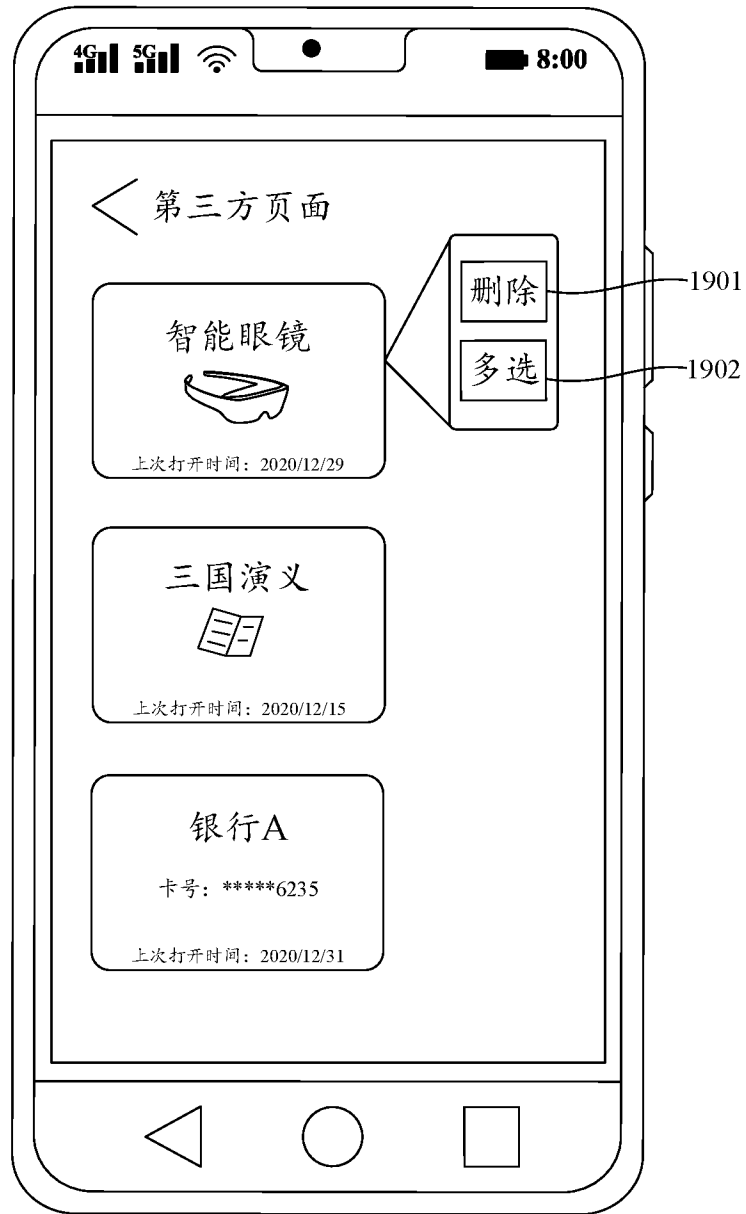 4G 5G 8:00
第三方页面
删除 1901
多选 1902
智能眼镜
上次打开时间：2020/12/29
三国演义
上次打开时间：2020/12/15
银行A
卡号：*****6235
上次打开时间：2020/12/31